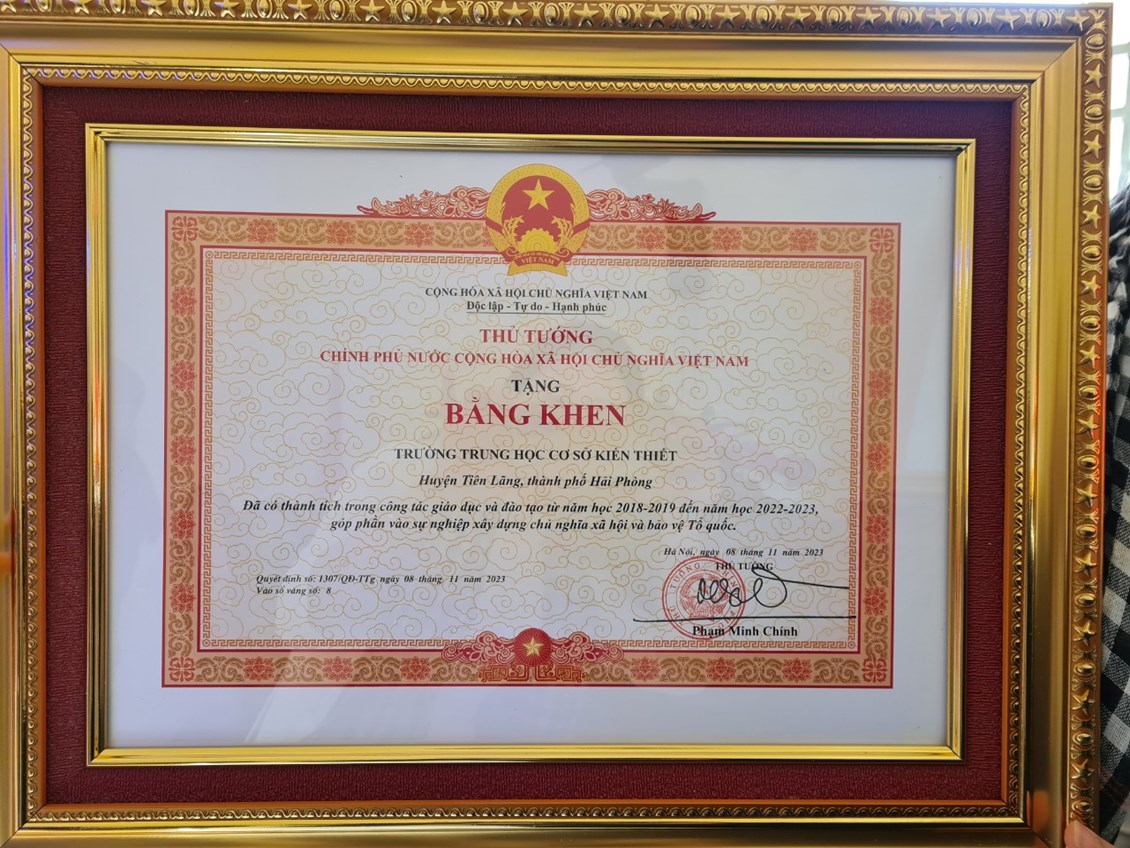 VIỆT NAM
CỘNG HÒA XÃ HỘI CHỦ NGHĨA VIỆT NAM
Độc lập - Tự do - Hạnh phúc
THỦ TƯỚNG
CHÍNH PHỦ NƯỚC CỘNG HÒA XÃ HỘI CHỦ NGHĨA VIỆT NAM
TẶNG
BẰNG KHEN
TRƯỜNG TRUNG HỌC CƠ SỞ KIẾN THIẾT
Huyện Tiên Lãng, thành phố Hải Phòng
Đã có thành tích trong công tác giáo dục và đào tạo từ năm học 2018-2019 đến năm học 2022-2023,
góp phần vào sự nghiệp xây dựng chủ nghĩa xã hội và bảo vệ Tổ quốc.
Hà Nội, ngày 08 tháng 11 năm 2023
THỦ TƯỚNG
Quyết định số: 1307/QĐ-TTg ngày 08 tháng 11 năm 2023
Vào sổ vàng số: 8
Phạm Minh Chính